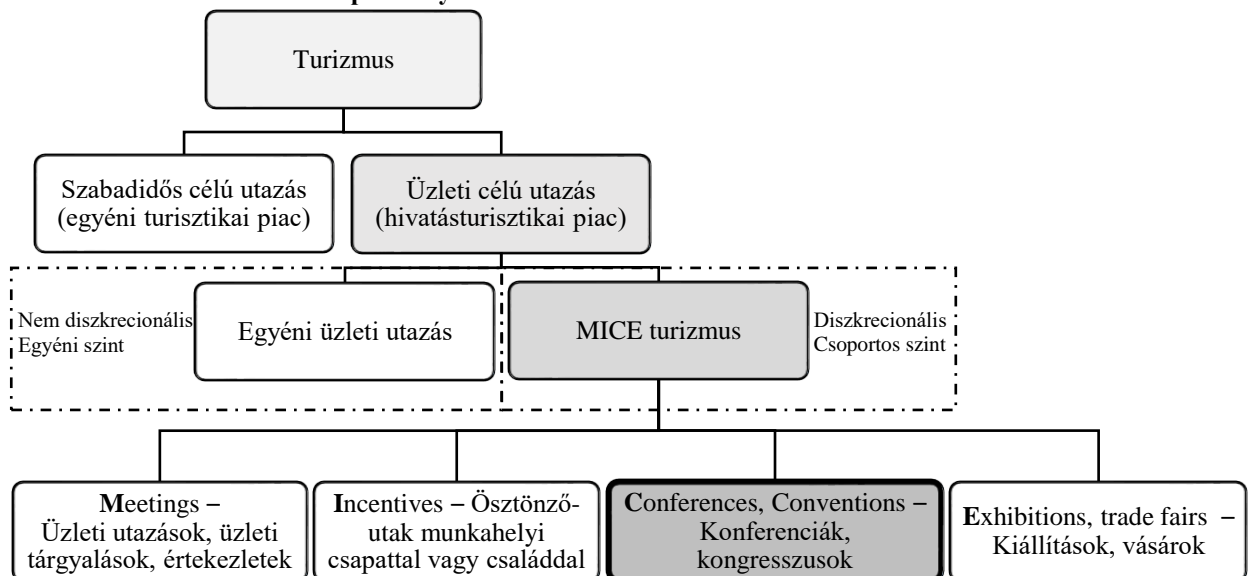 Turizmus
Szabadidős célú utazás
(egyéni turisztikai piac)
Üzleti célú utazás
(hivatásturisztikai piac)
Nem diszkrecionális
Egyéni szint
Egyéni üzleti utazás
MICE turizmus
Diszkrecionális
Csoportos szint
Meetings –
Üzleti utazások, üzleti
tárgyalások, értekezletek
Incentives – Ösztönző-
utak munkahelyi
csapattal vagy családdal
Conferences, Conventions –
Konferenciák,
kongresszusok
Exhibitions, trade fairs –
Kiállítások, vásárok